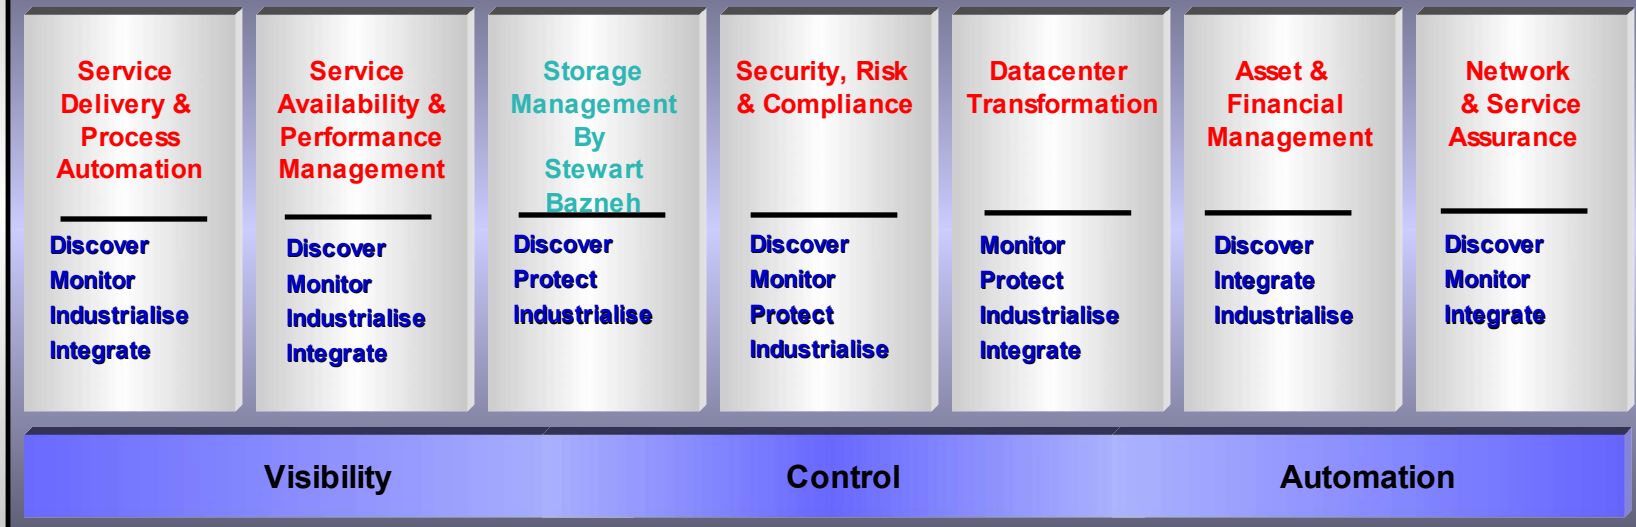 Service
Delivery &
Process
Automation
Discover
Monitor
Industrialise
Integrate
Service
Availability &
Performance
Management
Discover
Monitor
Industrialise
Integrate
Storage
Management
By
Stewart
Bazneh
Discover
Protect
Industrialise
Security, Risk
& Compliance
Discover
Monitor
Protect
Industrialise
Datacenter
Transformation
Monitor
Protect
Industrialise
Integrate
Asset &
Financial
Management
Discover
Integrate
Industrialise
Network
& Service
Assurance
Discover
Monitor
Integrate
Visibility
Control
Automation